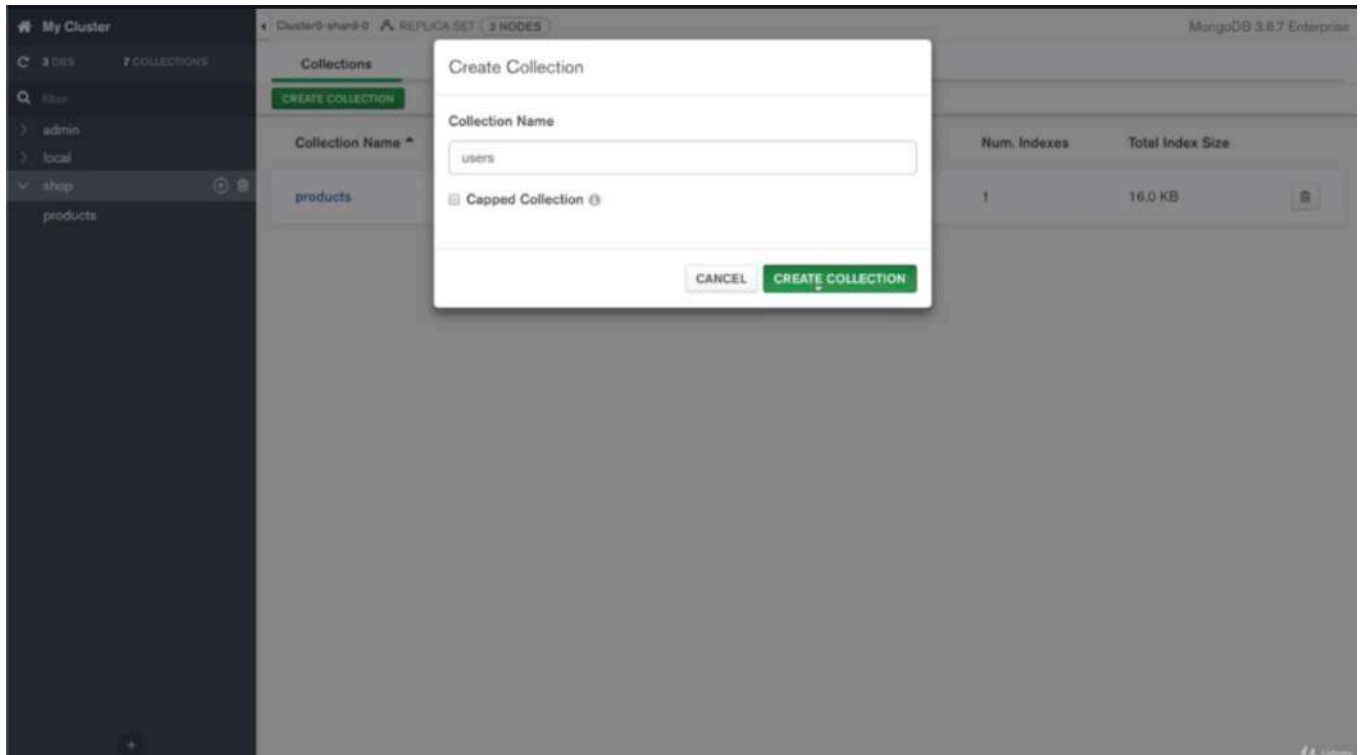 My Cluster
Cluster0-shard-0 REPLICA SET 3 NODES
MongoDB 3.6.7 Enterprise
3 DBS 7 COLLECTIONS
Collections
Create Collection
filter
CREATE COLLECTION
Collection Name
admin
local
shop
products
Collection Name
users
Capped Collection
CANCEL
CREATE COLLECTION
Num. Indexes
Total Index Size
products
1
16.0 KB